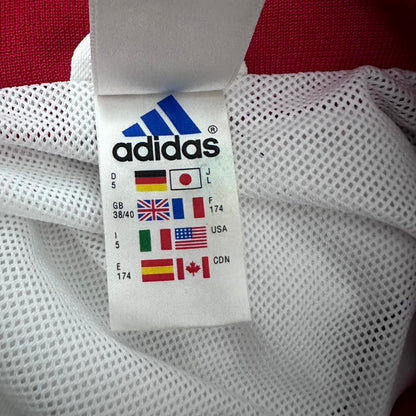 adidas®
D J
5 L
GB F
38/40 174
I USA
5
E CDN
174